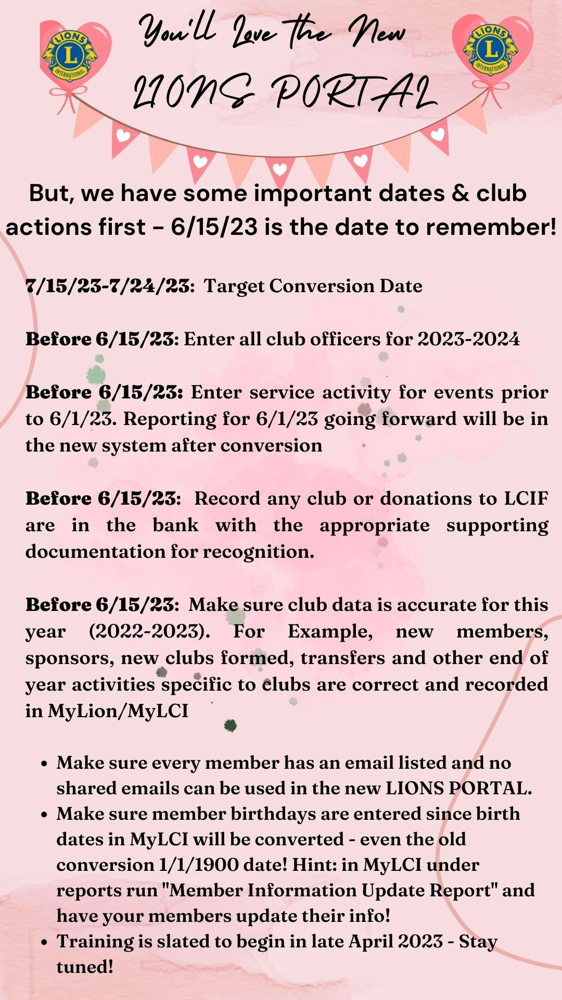 You'll Love the New
LIONS PORTAL
LIONS
L
INTERNATIONAL
®
LIONS
L
INTERNATIONAL
®
But, we have some important dates & club
actions first - 6/15/23 is the date to remember!
7/15/23-7/24/23: Target Conversion Date
Before 6/15/23: Enter all club officers for 2023-2024
Before 6/15/23: Enter service activity for events prior
to 6/1/23. Reporting for 6/1/23 going forward will be in
the new system after conversion
Before 6/15/23: Record any club or donations to LCIF
are in the bank with the appropriate supporting
documentation for recognition.
Before 6/15/23: Make sure club data is accurate for this
year (2022-2023). For Example, new members,
sponsors, new clubs formed, transfers and other end of
year activities specific to clubs are correct and recorded
in MyLion/MyLCI
• Make sure every member has an email listed and no
shared emails can be used in the new LIONS PORTAL.
• Make sure member birthdays are entered since birth
dates in MyLCI will be converted - even the old
conversion 1/1/1900 date! Hint: in MyLCI under
reports run "Member Information Update Report" and
have your members update their info!
• Training is slated to begin in late April 2023 - Stay
tuned!